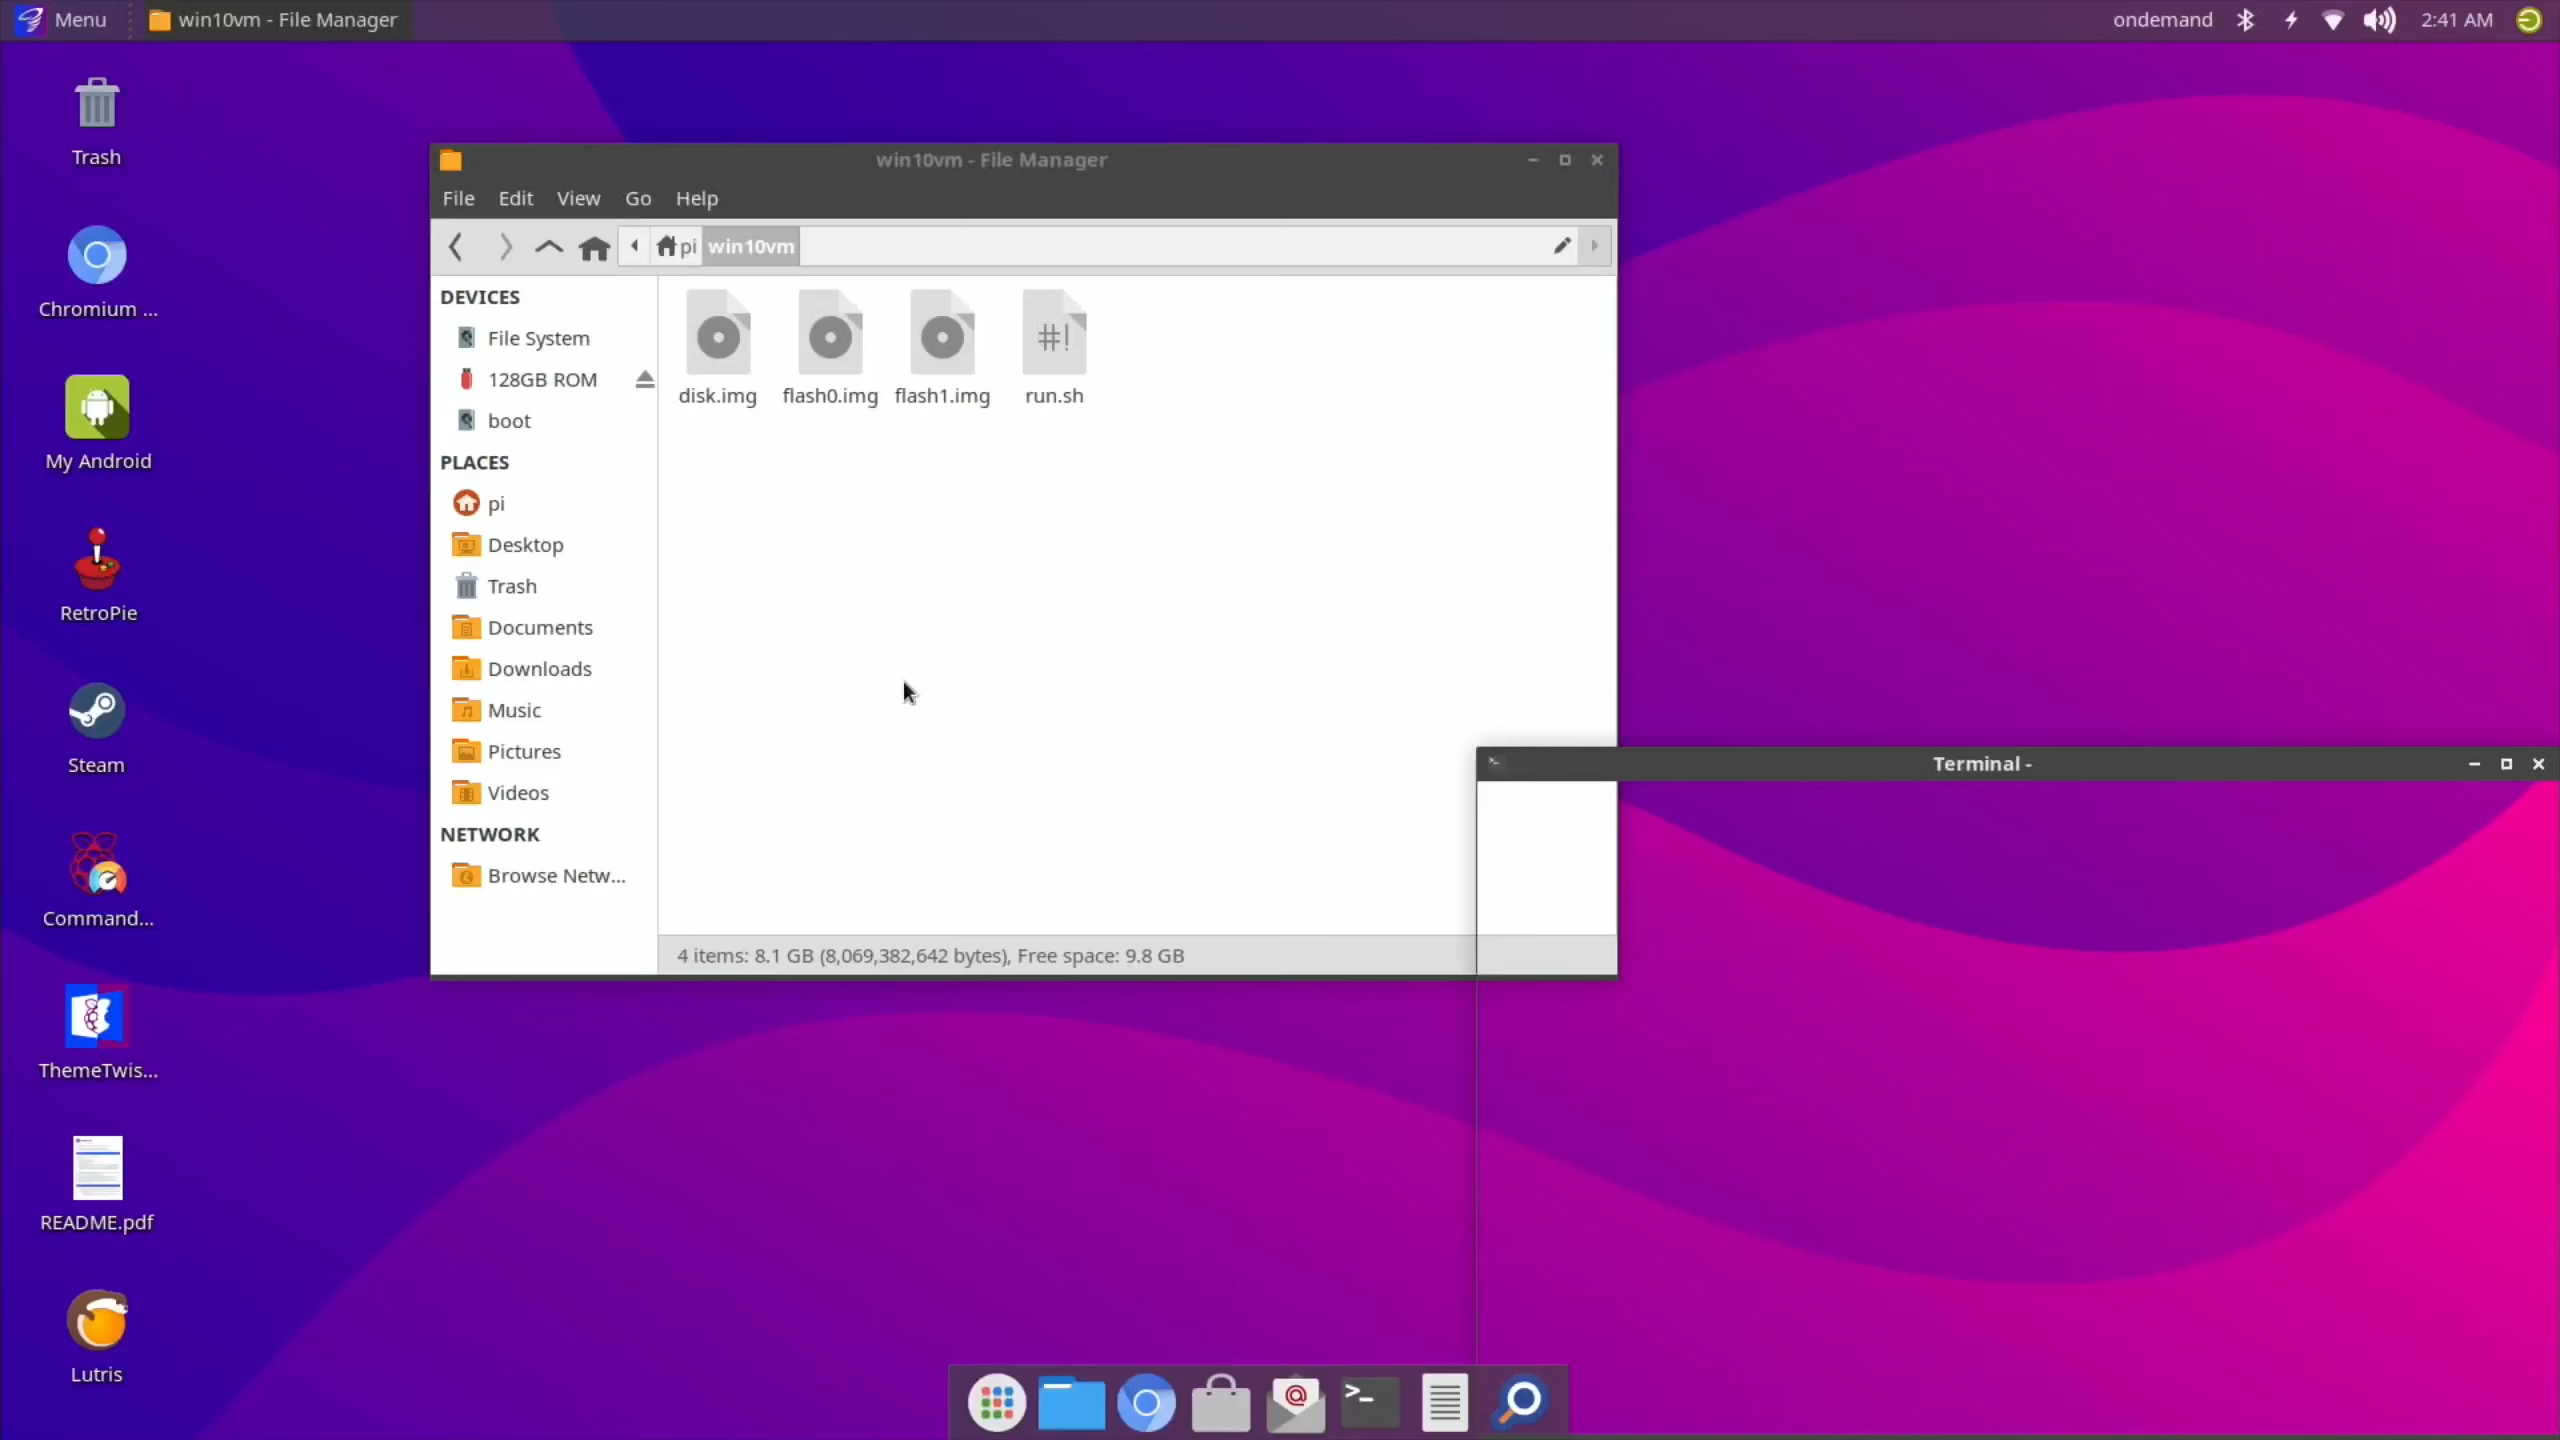 Menu
win10vm - File Manager
ondemand
2:41 AM
Trash
Chromium ...
My Android
RetroPie
Steam
Command...
ThemeTwis...
README.pdf
Lutris
win10vm - File Manager
File Edit View Go Help
pi win10vm
DEVICES
File System
128GB ROM
boot
PLACES
pi
Desktop
Trash
Documents
Downloads
Music
Pictures
Videos
NETWORK
Browse Netw...
#!
disk.img flash0.img flash1.img run.sh
4 items: 8.1 GB (8,069,382,642 bytes), Free space: 9.8 GB
Terminal -